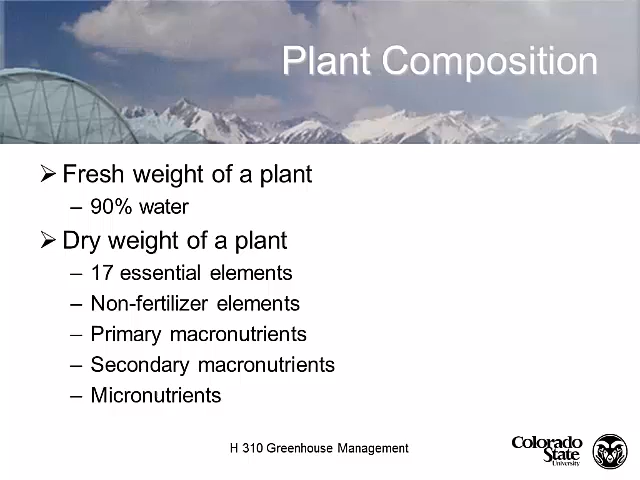 Plant Composition
➢ Fresh weight of a plant
– 90% water
➢ Dry weight of a plant
– 17 essential elements
– Non-fertilizer elements
– Primary macronutrients
– Secondary macronutrients
– Micronutrients
H 310 Greenhouse Management
Colorado
State
University